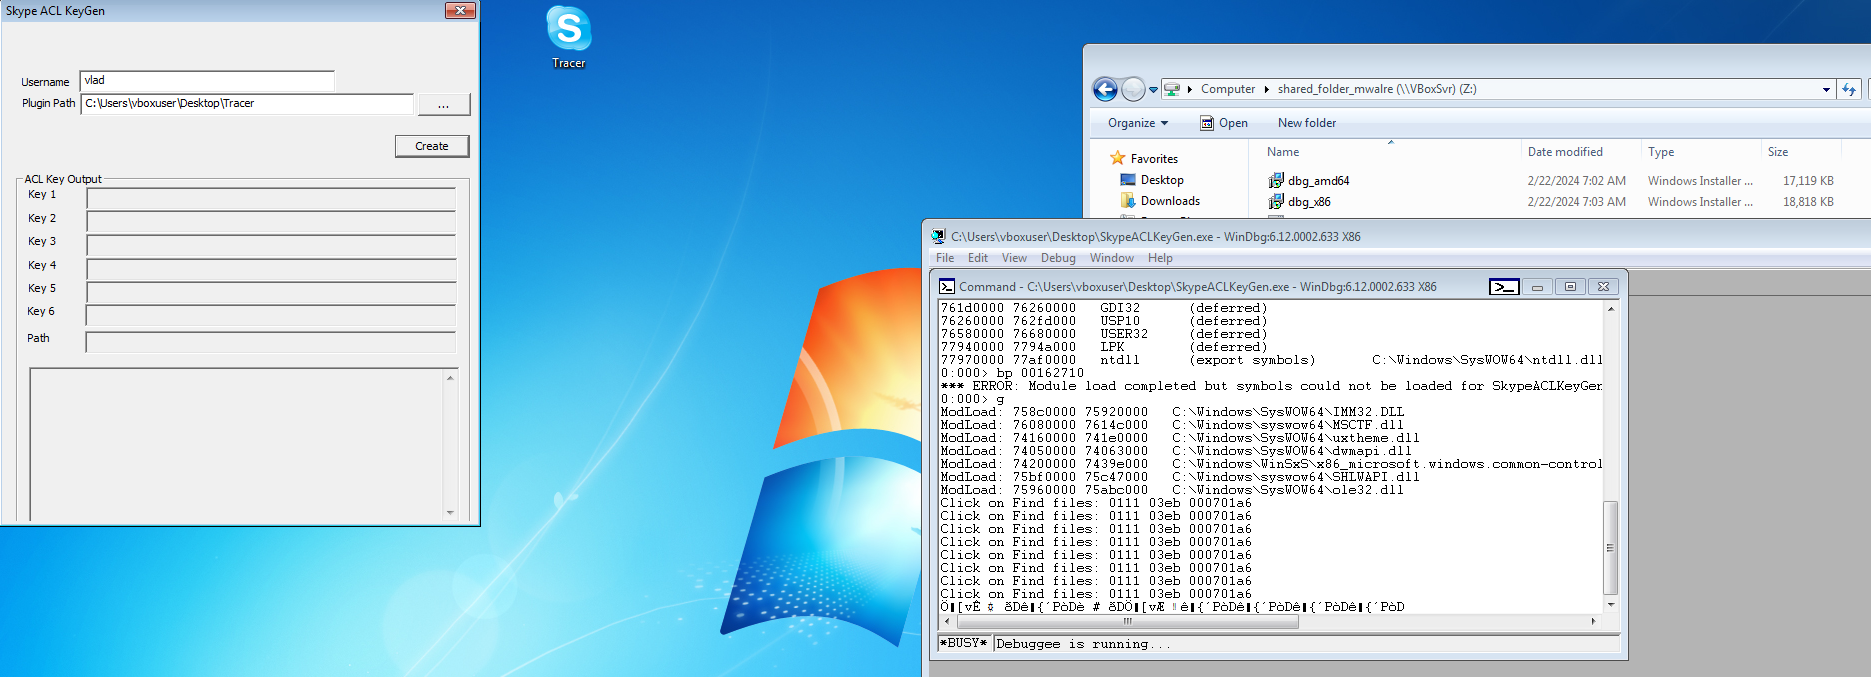 Skype ACL KeyGen
Username vlad
Plugin Path C:\Users\vboxuser\Desktop\Tracer ...
Create
ACL Key Output
Key 1
Key 2
Key 3
Key 4
Key 5
Key 6
Path
Tracer
Computer shared_folder_mwalre (\\VBoxSvr) (Z:)
Organize Open New folder
Favorites
Desktop
Downloads
Name Date modified Type Size
dbg_amd64 2/22/2024 7:02 AM Windows Installer ... 17,119 KB
dbg_x86 2/22/2024 7:03 AM Windows Installer ... 18,818 KB
C:\Users\vboxuser\Desktop\SkypeACLKeyGen.exe - WinDbg:6.12.0002.633 X86
File Edit View Debug Window Help
Command - C:\Users\vboxuser\Desktop\SkypeACLKeyGen.exe - WinDbg:6.12.0002.633 X86
761d0000 76260000 GDI32 (deferred)
76260000 762fd000 USP10 (deferred)
76580000 76680000 USER32 (deferred)
77940000 7794a000 LPK (deferred)
77970000 77af0000 ntdll (export symbols) C:\Windows\SysWOW64\ntdll.dll
0:000> bp 00162710
*** ERROR: Module load completed but symbols could not be loaded for SkypeACLKeyGen
0:000> g
ModLoad: 758c0000 75920000 C:\Windows\SysWOW64\IMM32.DLL
ModLoad: 76080000 7614c000 C:\Windows\syswow64\MSCTF.dll
ModLoad: 74160000 741e0000 C:\Windows\SysWOW64\uxtheme.dll
ModLoad: 74050000 74063000 C:\Windows\SysWOW64\dwmapi.dll
ModLoad: 74200000 7439e000 C:\Windows\WinSxS\x86_microsoft.windows.common-control
ModLoad: 75bf0000 75c47000 C:\Windows\syswow64\SHLWAPI.dll
ModLoad: 75960000 75abc000 C:\Windows\SysWOW64\ole32.dll
Click on Find files: 0111 03eb 000701a6
Click on Find files: 0111 03eb 000701a6
Click on Find files: 0111 03eb 000701a6
Click on Find files: 0111 03eb 000701a6
Click on Find files: 0111 03eb 000701a6
Click on Find files: 0111 03eb 000701a6
Click on Find files: 0111 03eb 000701a6
Click on Find files: 0111 03eb 000701a6
*BUSY* Debuggee is running...